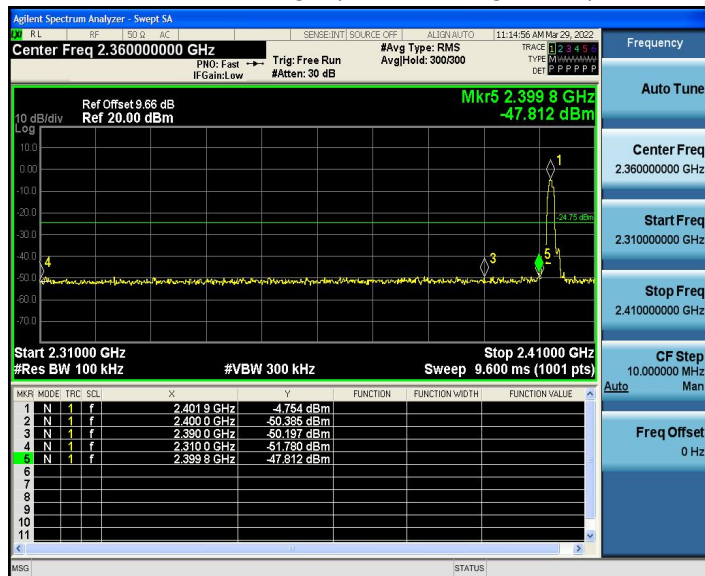 Agilent Spectrum Analyzer - Swept SA
LXI RL RF 50 Ω AC SENSE:INT SOURCE OFF ALIGN AUTO 11:14:56 AM Mar 29, 2022
Center Freq 2.360000000 GHz
PNO: Fast
IFGain:Low
Trig: Free Run
#Atten: 30 dB
#Avg Type: RMS
Avg|Hold: 300/300
TRACE 1 2 3 4 5 6
TYPE M WWWWW
DET P P P P P P
Mkr5 2.399 8 GHz
-47.812 dBm
Ref Offset 9.66 dB
10 dB/div Ref 20.00 dBm
Log
10.0
0.00
-10.0
-20.0
-30.0
-40.0
-50.0
-60.0
-70.0
1
-24.75 dBm
4
3
5
2
Start 2.31000 GHz Stop 2.41000 GHz
#Res BW 100 kHz #VBW 300 kHz Sweep 9.600 ms (1001 pts)
MKR MODE TRC SCL X Y FUNCTION FUNCTION WIDTH FUNCTION VALUE
1 N 1 f 2.401 9 GHz -4.754 dBm
2 N 1 f 2.400 0 GHz -50.385 dBm
3 N 1 f 2.390 0 GHz -50.197 dBm
4 N 1 f 2.310 0 GHz -51.780 dBm
5 N 1 f 2.399 8 GHz -47.812 dBm
6
7
8
9
10
11
MSG STATUS
Frequency
Auto Tune
Center Freq
2.360000000 GHz
Start Freq
2.310000000 GHz
Stop Freq
2.410000000 GHz
CF Step
10.000000 MHz
Auto Man
Freq Offset
0 Hz